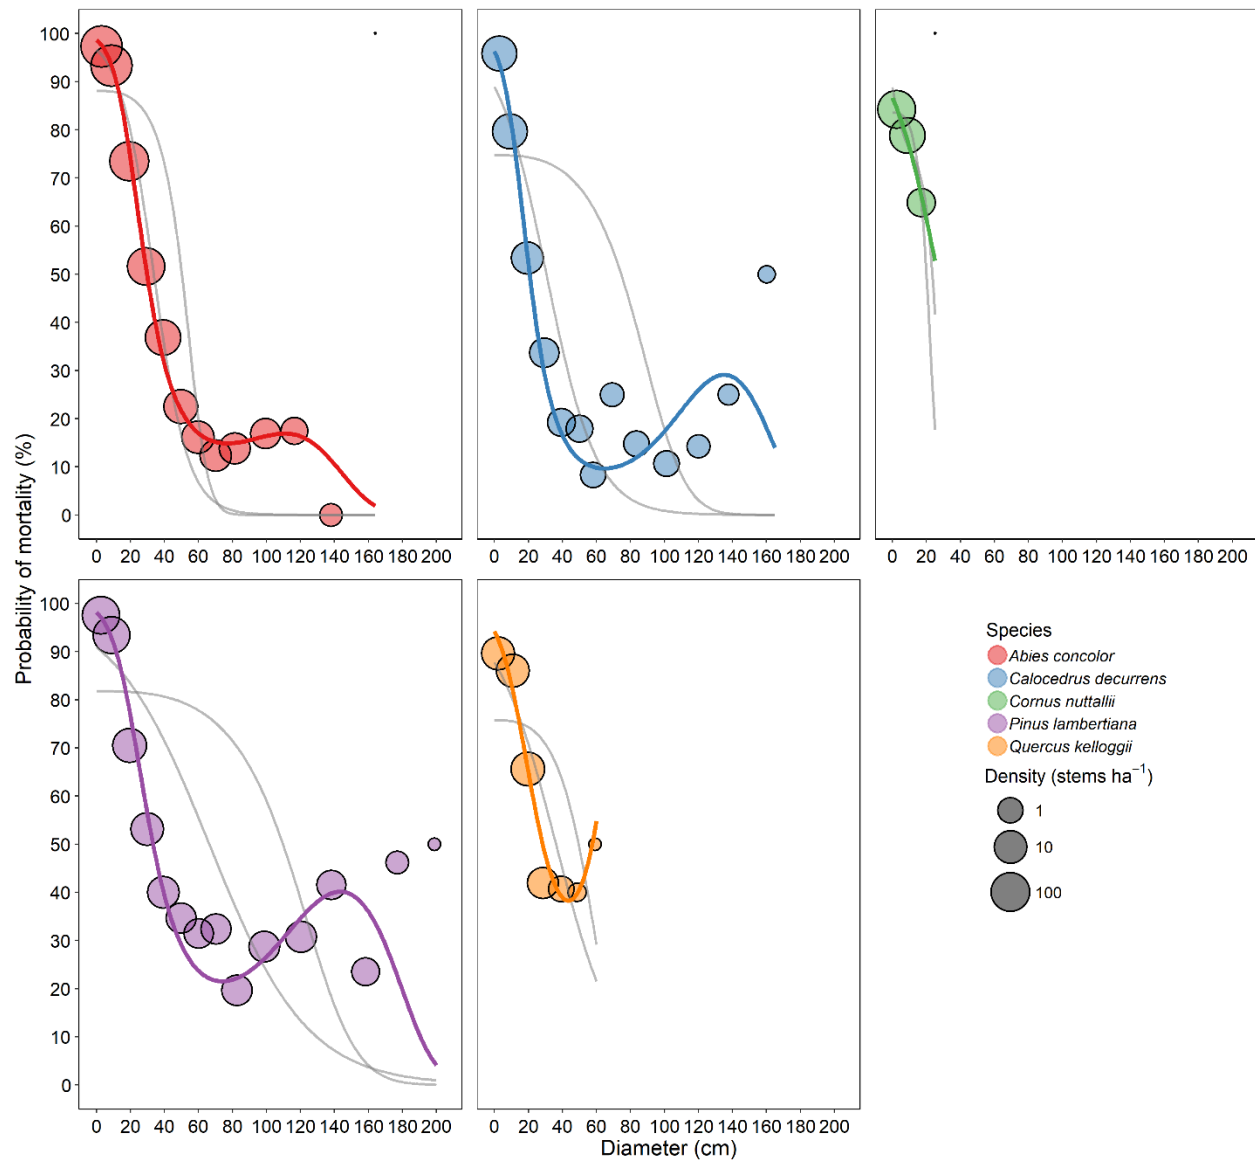 Probability of mortality (%)
100
90
80
70
60
50
40
30
20
10
0
0 20 40 60 80 100 120 140 160 180 200
0 20 40 60 80 100 120 140 160 180 200
0 20 40 60 80 100 120 140 160 180 200
100
90
80
70
60
50
40
30
20
10
0
0 20 40 60 80 100 120 140 160 180 200
0 20 40 60 80 100 120 140 160 180 200
Diameter (cm)
Species
Abies concolor
Calocedrus decurrens
Cornus nuttallii
Pinus lambertiana
Quercus kelloggii
Density (stems ha⁻¹)
1
10
100